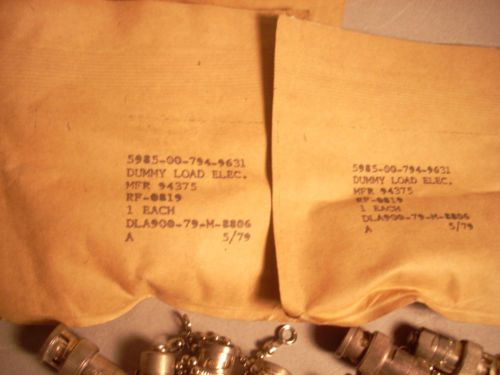 5985-00-794-9631
DUMMY LOAD ELEC.
MFR 94375
RF-0819
1 EACH
DLA900-79-M-8806
A 5/79
5985-00-794-9631
DUMMY LOAD ELEC.
MFR 94375
RF-0819
1 EACH
DLA900-79-M-8806
A 5/79